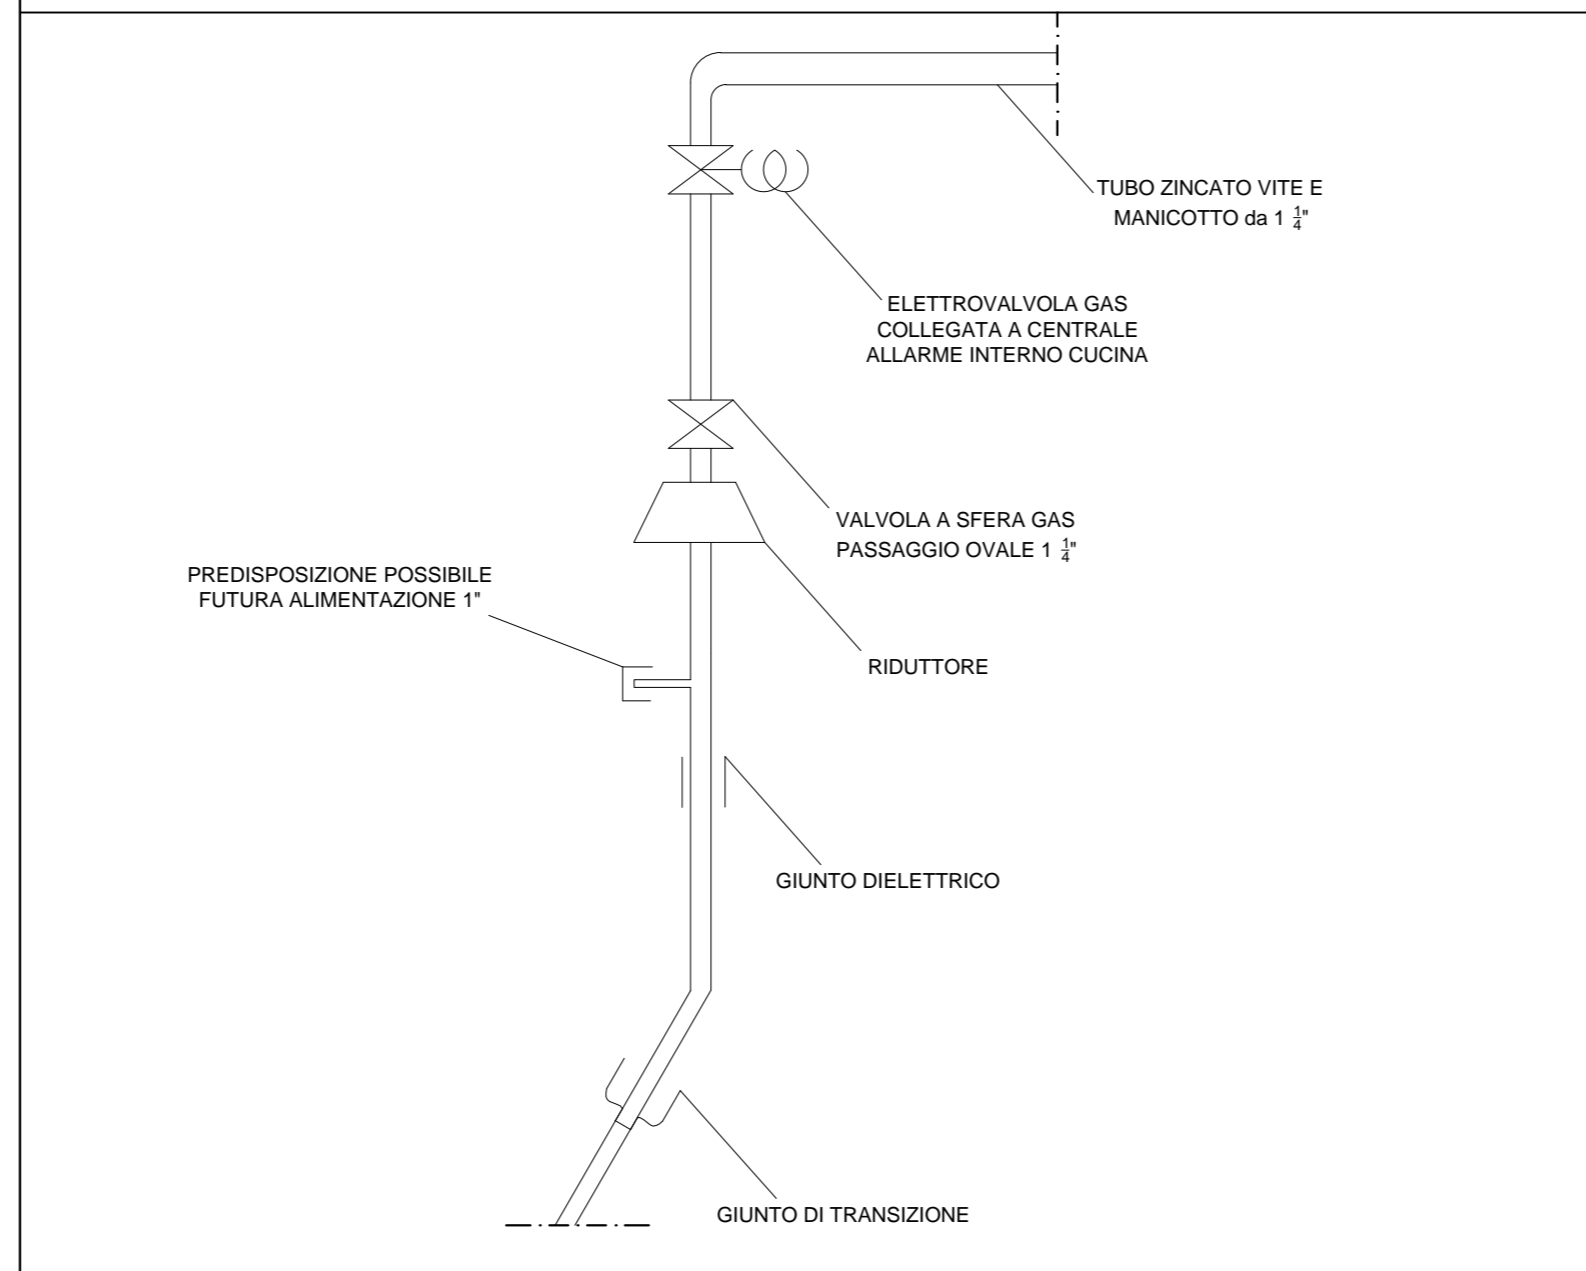 TUBO ZINCATO VITE E
MANICOTTO da 1 1/4"
ELETTROVALVOLA GAS
COLLEGATA A CENTRALE
ALLARME INTERNO CUCINA
VALVOLA A SFERA GAS
PASSAGGIO OVALE 1 1/4"
PREDISPOSIZIONE POSSIBILE
FUTURA ALIMENTAZIONE 1"
RIDUTTORE
GIUNTO DIELETTRICO
GIUNTO DI TRANSIZIONE